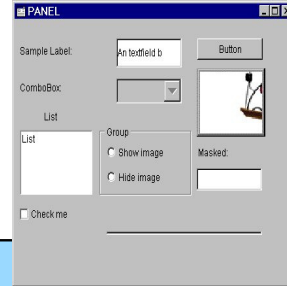 PANEL
Sample Label:
An textfield b
Button
ComboBox:
List
List
Group
Show image
Hide image
Masked:
Check me